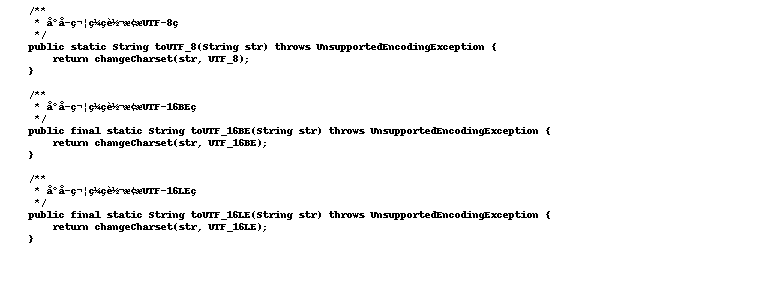 /**
 * å°å­ç¬¦ç¼ç è½¬æ¢æUTF-8ç 
 */
public static String toUTF_8(String str) throws UnsupportedEncodingException {
    return changeCharset(str, UTF_8);
}
/**
 * å°å­ç¬¦ç¼ç è½¬æ¢æUTF-16BEç 
 */
public final static String toUTF_16BE(String str) throws UnsupportedEncodingException {
    return changeCharset(str, UTF_16BE);
}
/**
 * å°å­ç¬¦ç¼ç è½¬æ¢æUTF-16LEç 
 */
public final static String toUTF_16LE(String str) throws UnsupportedEncodingException {
    return changeCharset(str, UTF_16LE);
}